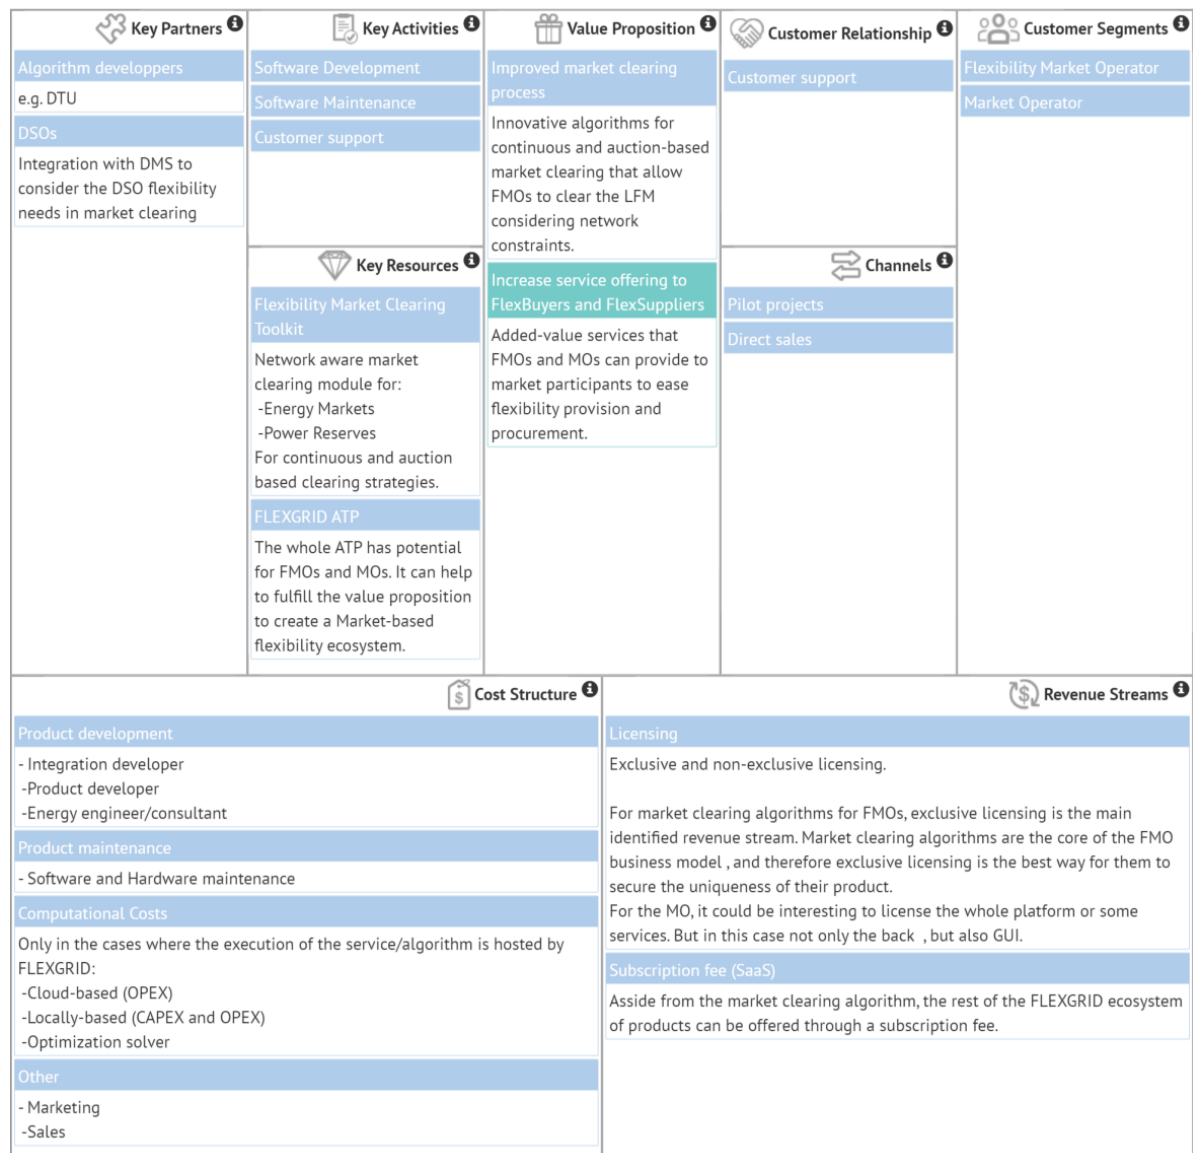 Key Partners
Algorithm developpers
e.g. DTU
DSOs
Integration with DMS to
consider the DSO flexibility
needs in market clearing
Key Activities
Software Development
Software Maintenance
Customer support
Key Resources
Flexibility Market Clearing
Toolkit
Network aware market
clearing module for:
-Energy Markets
-Power Reserves
For continuous and auction
based clearing strategies.
FLEXGRID ATP
The whole ATP has potential
for FMOs and MOs. It can help
to fulfill the value proposition
to create a Market-based
flexibility ecosystem.
Value Proposition
Improved market clearing
process
Innovative algorithms for
continuous and auction-based
market clearing that allow
FMOs to clear the LFM
considering network
constraints.
Increase service offering to
FlexBuyers and FlexSuppliers
Added-value services that
FMOs and MOs can provide to
market participants to ease
flexibility provision and
procurement.
Customer Relationship
Customer support
Channels
Pilot projects
Direct sales
Customer Segments
Flexibility Market Operator
Market Operator
Cost Structure
Product development
- Integration developer
-Product developer
-Energy engineer/consultant
Product maintenance
- Software and Hardware maintenance
Computational Costs
Only in the cases where the execution of the service/algorithm is hosted by
FLEXGRID:
-Cloud-based (OPEX)
-Locally-based (CAPEX and OPEX)
-Optimization solver
Other
- Marketing
-Sales
Revenue Streams
Licensing
Exclusive and non-exclusive licensing.
For market clearing algorithms for FMOs, exclusive licensing is the main
identified revenue stream. Market clearing algorithms are the core of the FMO
business model , and therefore exclusive licensing is the best way for them to
secure the uniqueness of their product.
For the MO, it could be interesting to license the whole platform or some
services. But in this case not only the back , but also GUI.
Subscription fee (SaaS)
Asside from the market clearing algorithm, the rest of the FLEXGRID ecosystem
of products can be offered through a subscription fee.